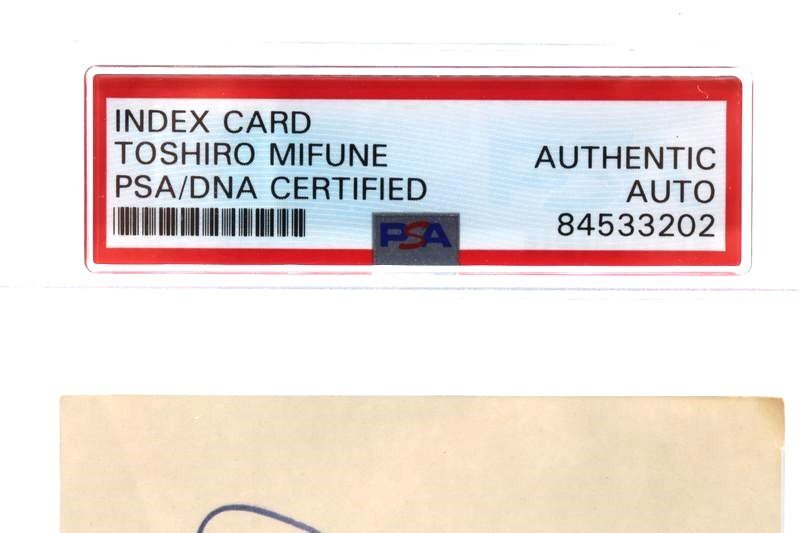 INDEX CARD
TOSHIRO MIFUNE
PSA/DNA CERTIFIED
AUTHENTIC
AUTO
84533202
PSA